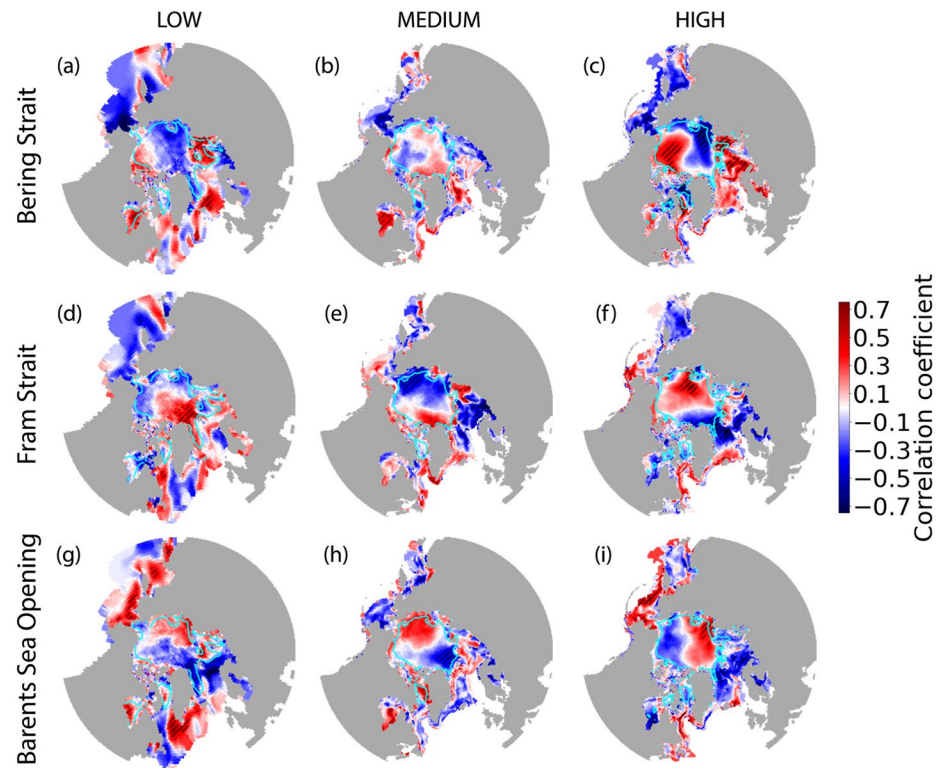 LOW MEDIUM HIGH
(a) (b) (c)
Bering Strait
(d) (e) (f)
Fram Strait
(g) (h) (i)
Barents Sea Opening
0.7
0.5
0.3
0.1
−0.1
−0.3
−0.5
−0.7
Correlation coefficient